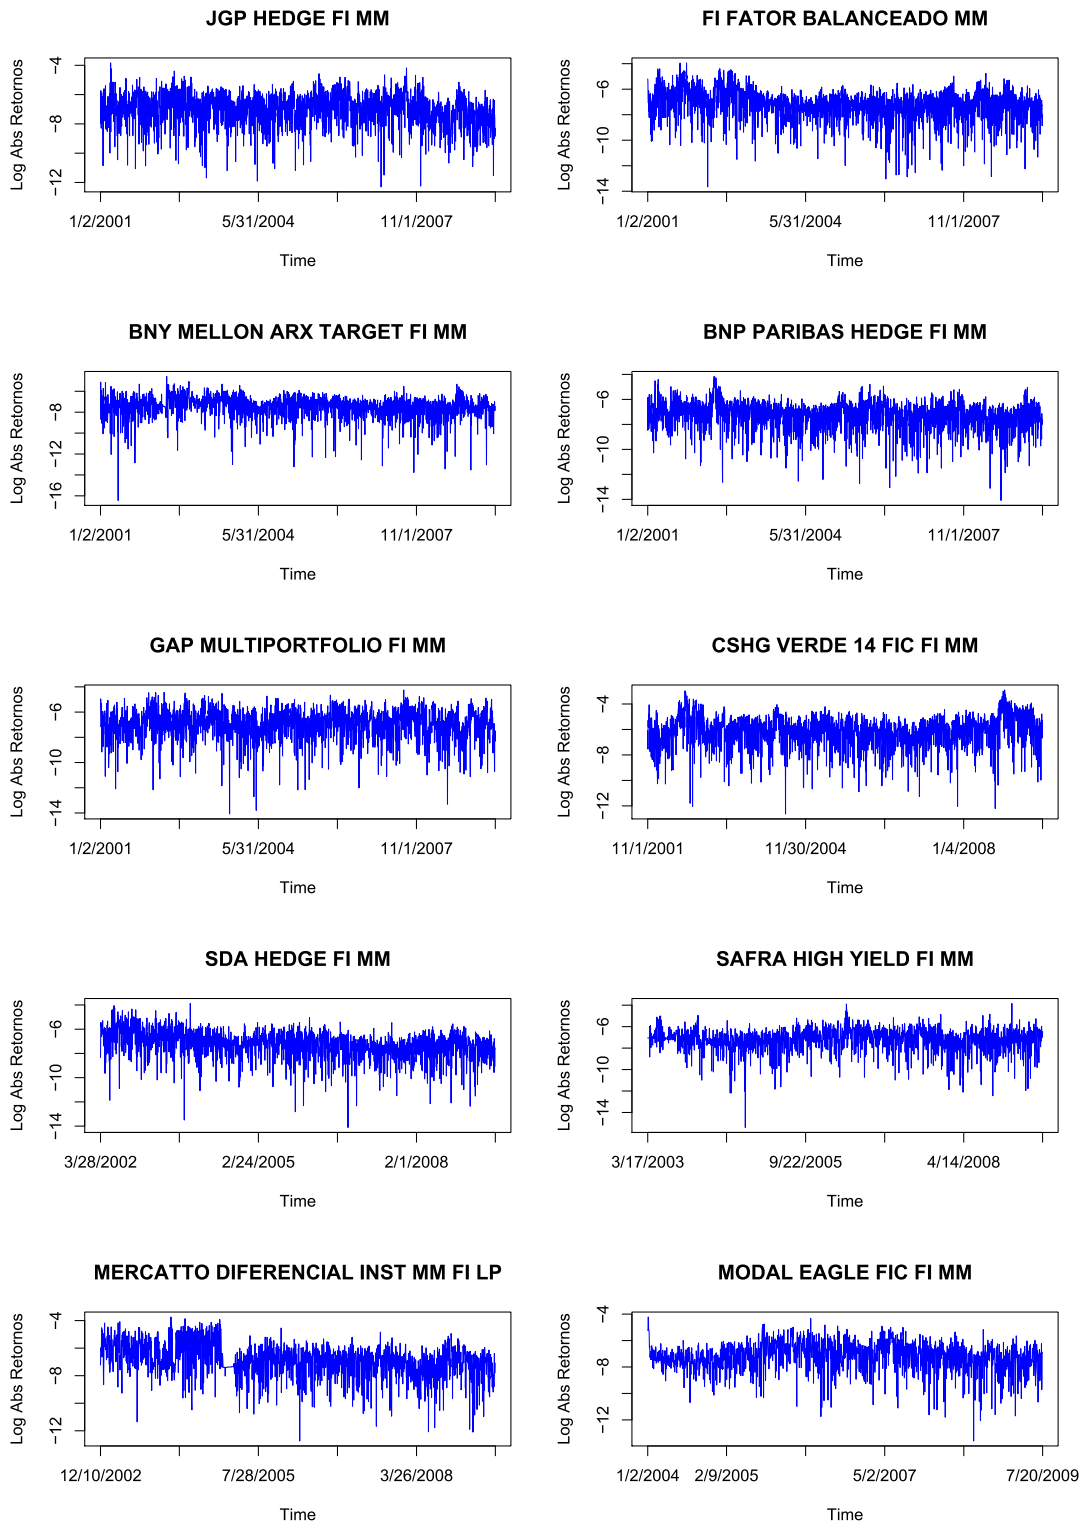 JGP HEDGE FI MM
Log Abs Retornos
−4
−8
−12
1/2/2001 5/31/2004 11/1/2007
Time
FI FATOR BALANCEADO MM
Log Abs Retornos
−6
−10
−14
1/2/2001 5/31/2004 11/1/2007
Time
BNY MELLON ARX TARGET FI MM
Log Abs Retornos
−8
−12
−16
1/2/2001 5/31/2004 11/1/2007
Time
BNP PARIBAS HEDGE FI MM
Log Abs Retornos
−6
−10
−14
1/2/2001 5/31/2004 11/1/2007
Time
GAP MULTIPORTFOLIO FI MM
Log Abs Retornos
−6
−10
−14
1/2/2001 5/31/2004 11/1/2007
Time
CSHG VERDE 14 FIC FI MM
Log Abs Retornos
−4
−8
−12
11/1/2001 11/30/2004 1/4/2008
Time
SDA HEDGE FI MM
Log Abs Retornos
−6
−10
−14
3/28/2002 2/24/2005 2/1/2008
Time
SAFRA HIGH YIELD FI MM
Log Abs Retornos
−6
−10
−14
3/17/2003 9/22/2005 4/14/2008
Time
MERCATTO DIFERENCIAL INST MM FI LP
Log Abs Retornos
−4
−8
−12
12/10/2002 7/28/2005 3/26/2008
Time
MODAL EAGLE FIC FI MM
Log Abs Retornos
−4
−8
−12
1/2/2004 2/9/2005 5/2/2007 7/20/2009
Time